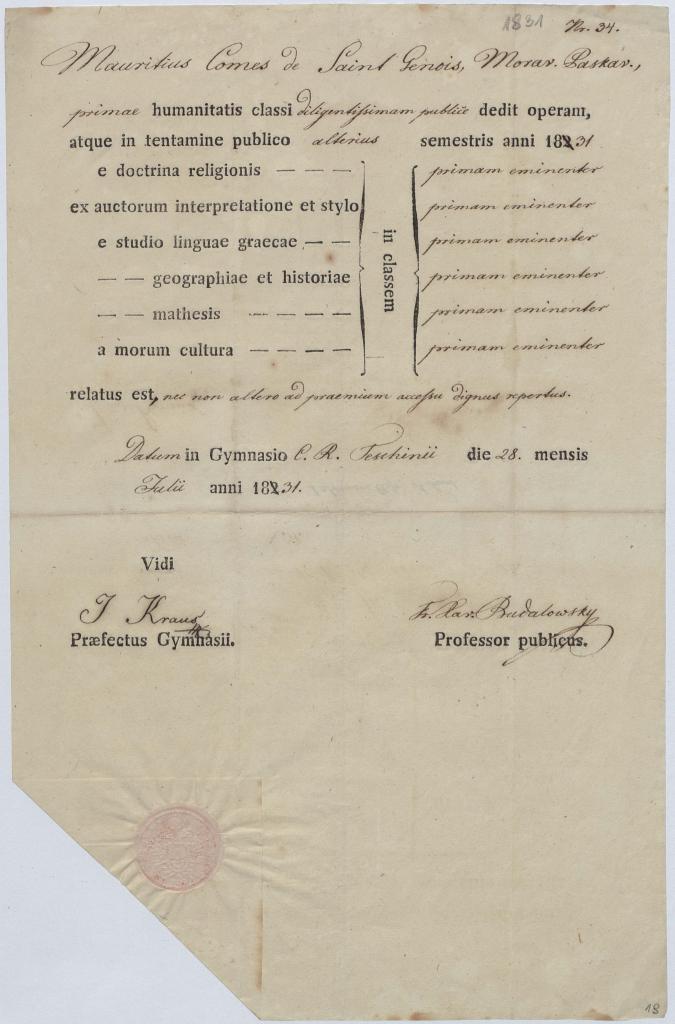 1831 Nr. 34.
Mauritius Comes de Saint Genois, Morav. Paskav.,
primae humanitatis classi diligentissimam publice dedit operam,
atque in tentamine publico alterius semestris anni 18231
e doctrina religionis — — — primam eminenter
ex auctorum interpretatione et stylo primam eminenter
e studio linguae graecae — — primam eminenter
in classem
— — geographiae et historiae primam eminenter
— — mathesis — — — — primam eminenter
a morum cultura — — — — primam eminenter
relatus est, nec non altero ad praemium accessu dignus repertus.
Datum in Gymnasio C. R. Teschinii die 28. mensis
Julii anni 18231.
Vidi
J Kraus Fr. Xav.
Præfectus Gymnasii. Professor publicus.
18